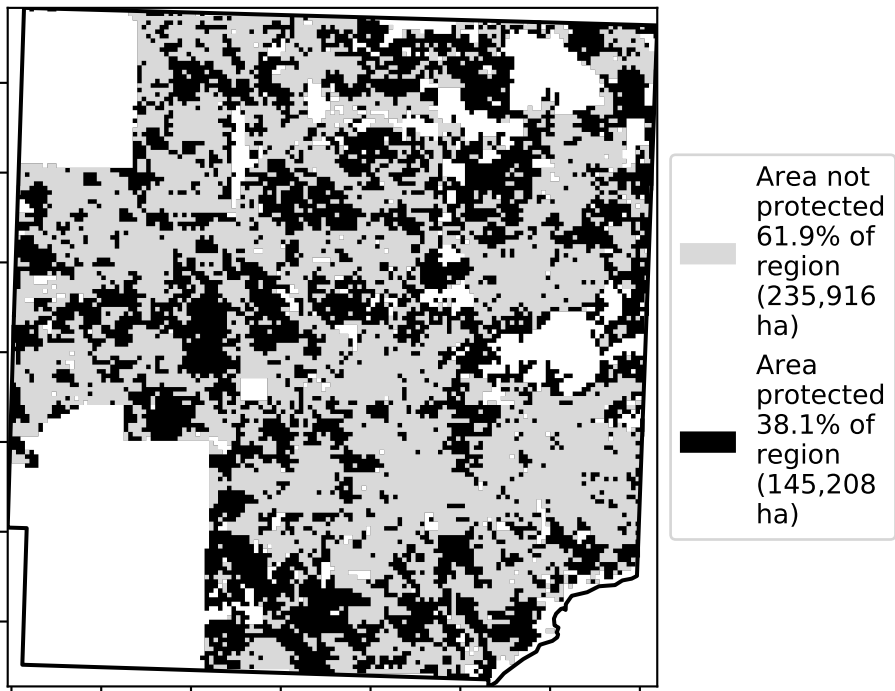 Area not
protected
61.9% of
region
(235,916
ha)
Area
protected
38.1% of
region
(145,208
ha)